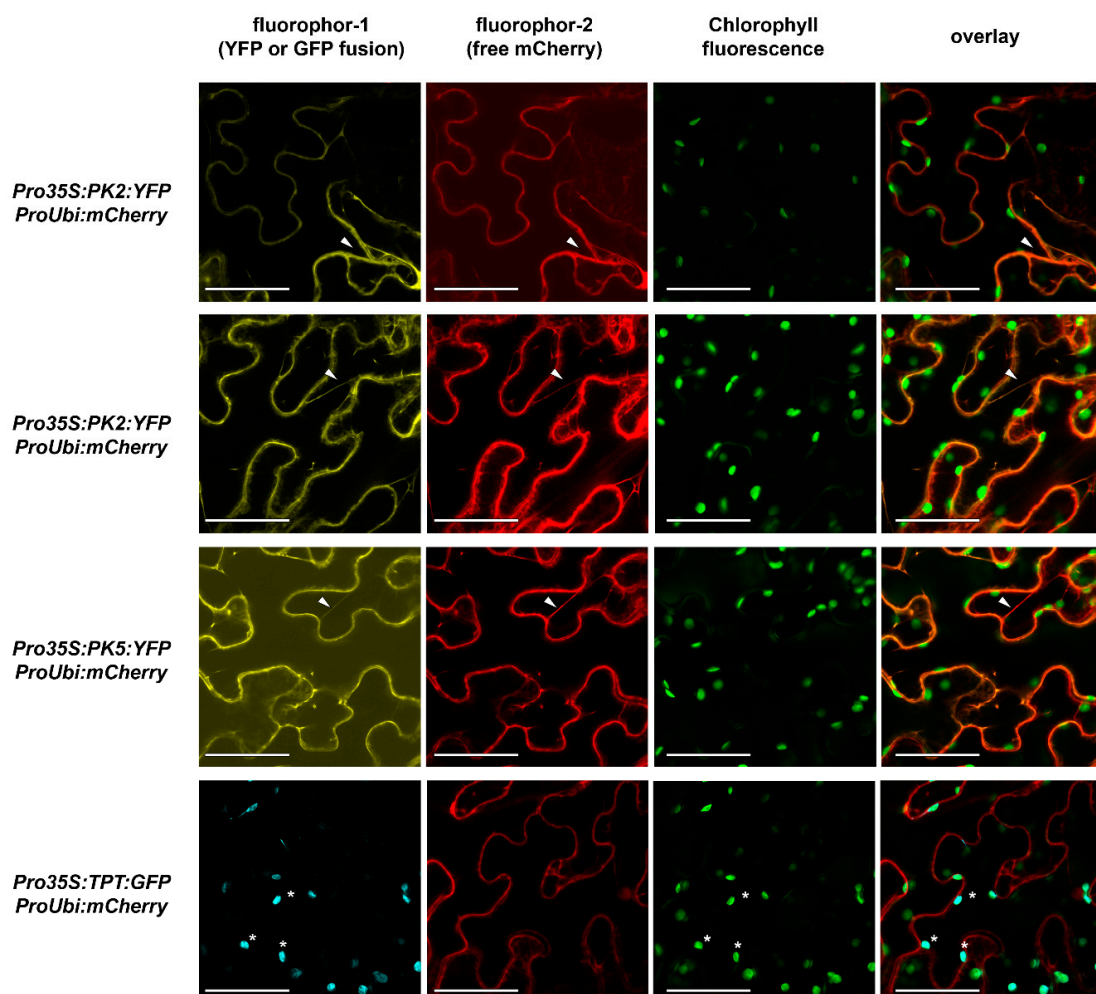 fluorophor-1
(YFP or GFP fusion)
fluorophor-2
(free mCherry)
Chlorophyll
fluorescence
overlay
Pro35S:PK2:YFP
ProUbi:mCherry
Pro35S:PK2:YFP
ProUbi:mCherry
Pro35S:PK5:YFP
ProUbi:mCherry
* * *
* * *
* * *
Pro35S:TPT:GFP
ProUbi:mCherry